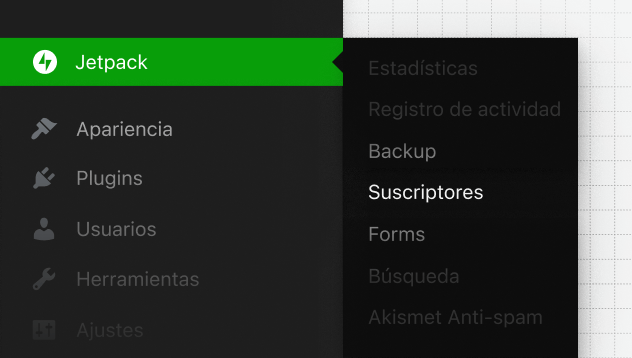 Jetpack
Apariencia
Plugins
Usuarios
Herramientas
Ajustes
Estadísticas
Registro de actividad
Backup
Suscriptores
Forms
Búsqueda
Akismet Anti-spam